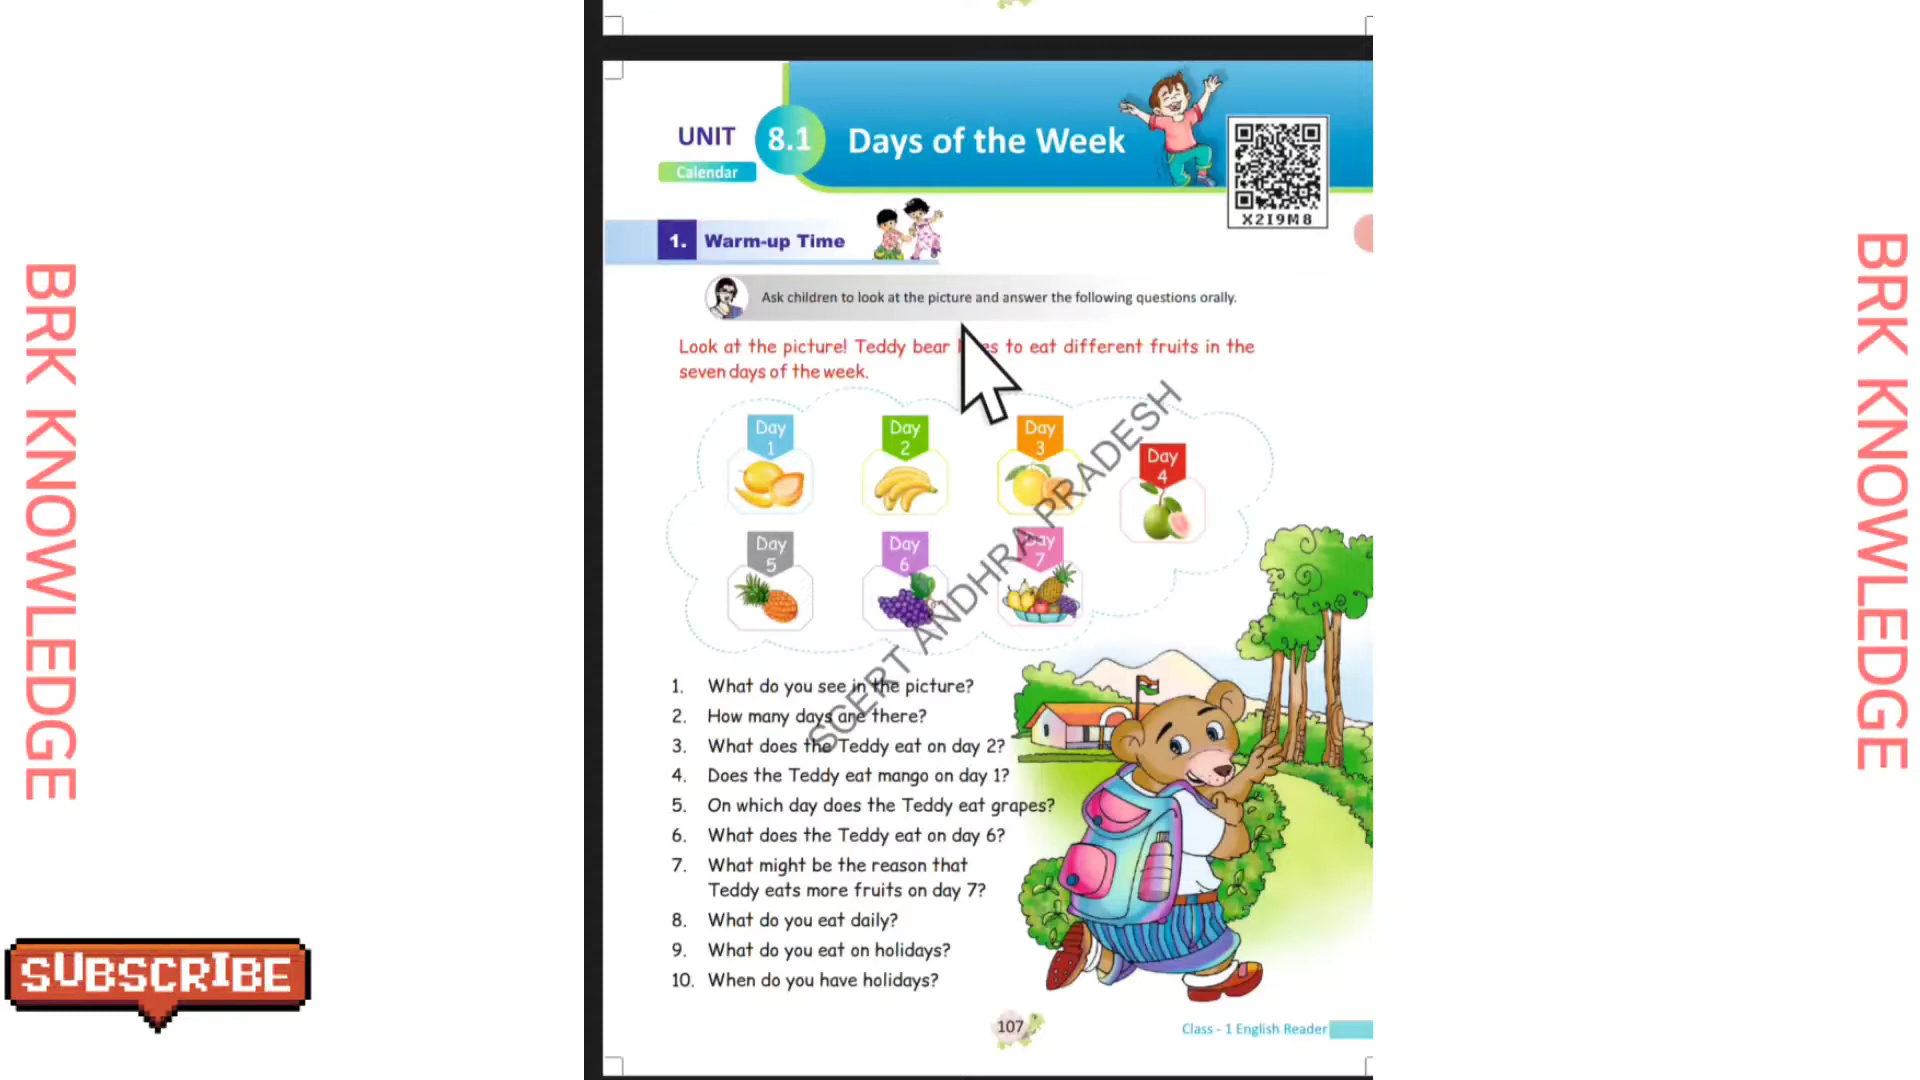 BRK KNOWLEDGE
UNIT
8.1
Days of the Week
Calendar
X2I9M8
1. Warm-up Time
Ask children to look at the picture and answer the following questions orally.
Look at the picture! Teddy bear to eat different fruits in the
seven days of the week.
Day
1
Day
2
Day
3
Day
4
Day
5
Day
6
Day
7
SCERT ANDHRA PRADESH
1. What do you see in the picture?
2. How many days are there?
3. What does the Teddy eat on day 2?
4. Does the Teddy eat mango on day 1?
5. On which day does the Teddy eat grapes?
6. What does the Teddy eat on day 6?
7. What might be the reason that
Teddy eats more fruits on day 7?
8. What do you eat daily?
9. What do you eat on holidays?
10. When do you have holidays?
107
Class - 1 English Reader
SUBSCRIBE
BRK KNOWLEDGE